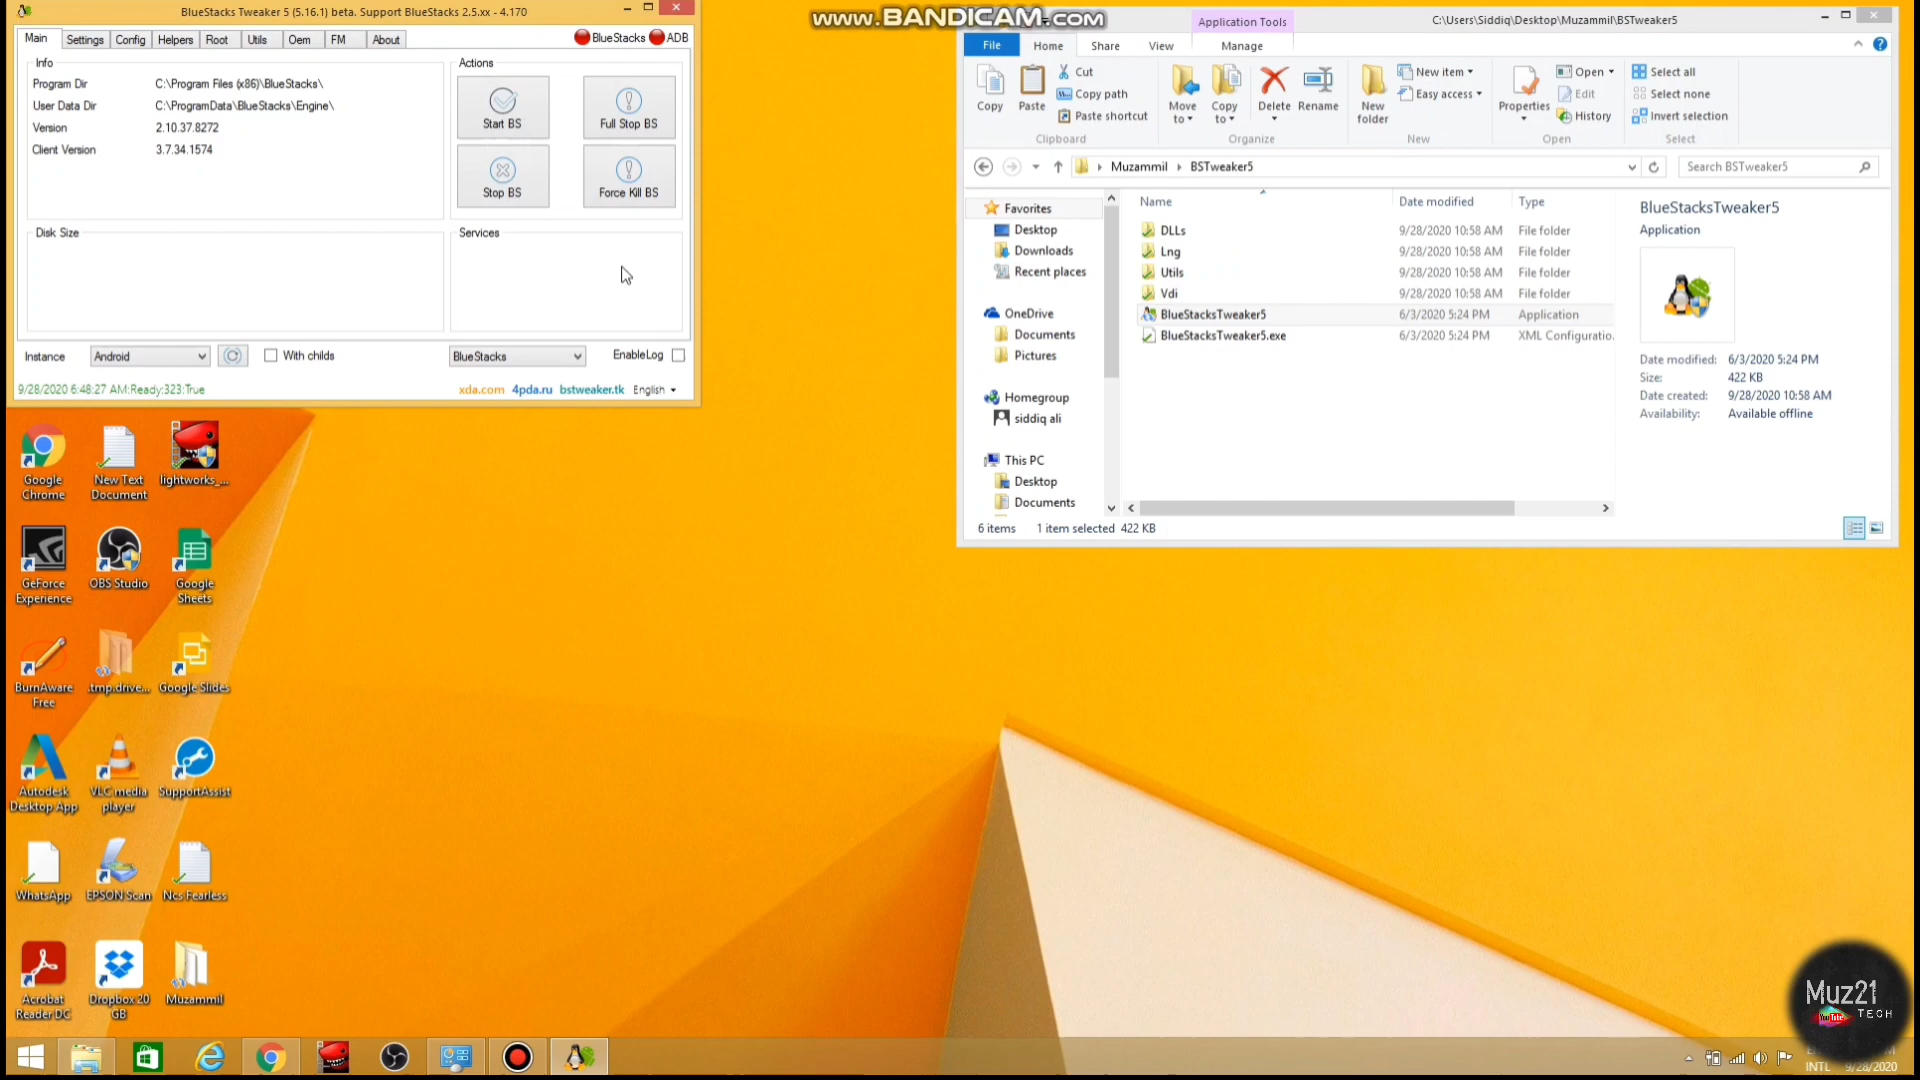 BlueStacks Tweaker 5 (5.16.1) beta. Support BlueStacks 2.5.xx - 4.170
Main Settings Config Helpers Root Utils Oem FM About
BlueStacks ADB
Info
Program Dir C:\Program Files (x86)\BlueStacks\
User Data Dir C:\ProgramData\BlueStacks\Engine\
Version 2.10.37.8272
Client Version 3.7.34.1574
Actions
Start BS Full Stop BS
Stop BS Force Kill BS
Disk Size
Services
Instance Android With childs BlueStacks EnableLog
9/28/2020 6:48:27 AM:Ready:323:True
xda.com 4pda.ru bstweaker.tk English
www.BANDICAM.com
Application Tools
C:\Users\Siddiq\Desktop\Muzammil\BSTweaker5
File Home Share View Manage
Copy
Paste
Cut
Copy path
Paste shortcut
Clipboard
Move to
Copy to
Delete
Rename
Organize
New folder
New item
Easy access
New
Properties
Open
Edit
History
Open
Select all
Select none
Invert selection
Select
Muzammil BSTweaker5
Search BSTweaker5
Favorites
Desktop
Downloads
Recent places
OneDrive
Documents
Pictures
Homegroup
siddiq ali
This PC
Desktop
Documents
Name Date modified Type
DLLs 9/28/2020 10:58 AM File folder
Lng 9/28/2020 10:58 AM File folder
Utils 9/28/2020 10:58 AM File folder
Vdi 9/28/2020 10:58 AM File folder
BlueStacksTweaker5 6/3/2020 5:24 PM Application
BlueStacksTweaker5.exe 6/3/2020 5:24 PM XML Configuratio
BlueStacksTweaker5
Application
Date modified: 6/3/2020 5:24 PM
Size: 422 KB
Date created: 9/28/2020 10:58 AM
Availability: Available offline
6 items 1 item selected 422 KB
Google Chrome
New Text Document
lightworks_...
GeForce Experience
OBS Studio
Google Sheets
BurnAware Free
.tmp.drive...
Google Slides
Autodesk Desktop App
VLC media player
SupportAssist
WhatsApp
EPSON Scan
Ncs Fearless
Acrobat Reader DC
Dropbox 20 GB
Muzammil
Muz21
YouTube
TECH
INTL 9/28/2020